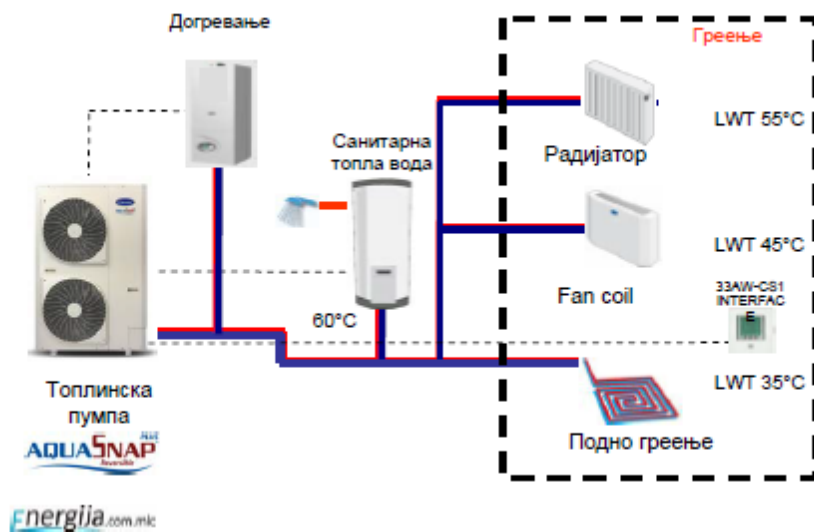 Догревање
Греење
LWT 55°C
Санитарна
топла вода
Радијатор
LWT 45°C
33AW-CS1
INTERFAC
E
Fan coil
60°C
LWT 35°C
Топлинска
пумпа
Подно греење
AQUASNAP
PLUS
Reversible
Energija.com.mk